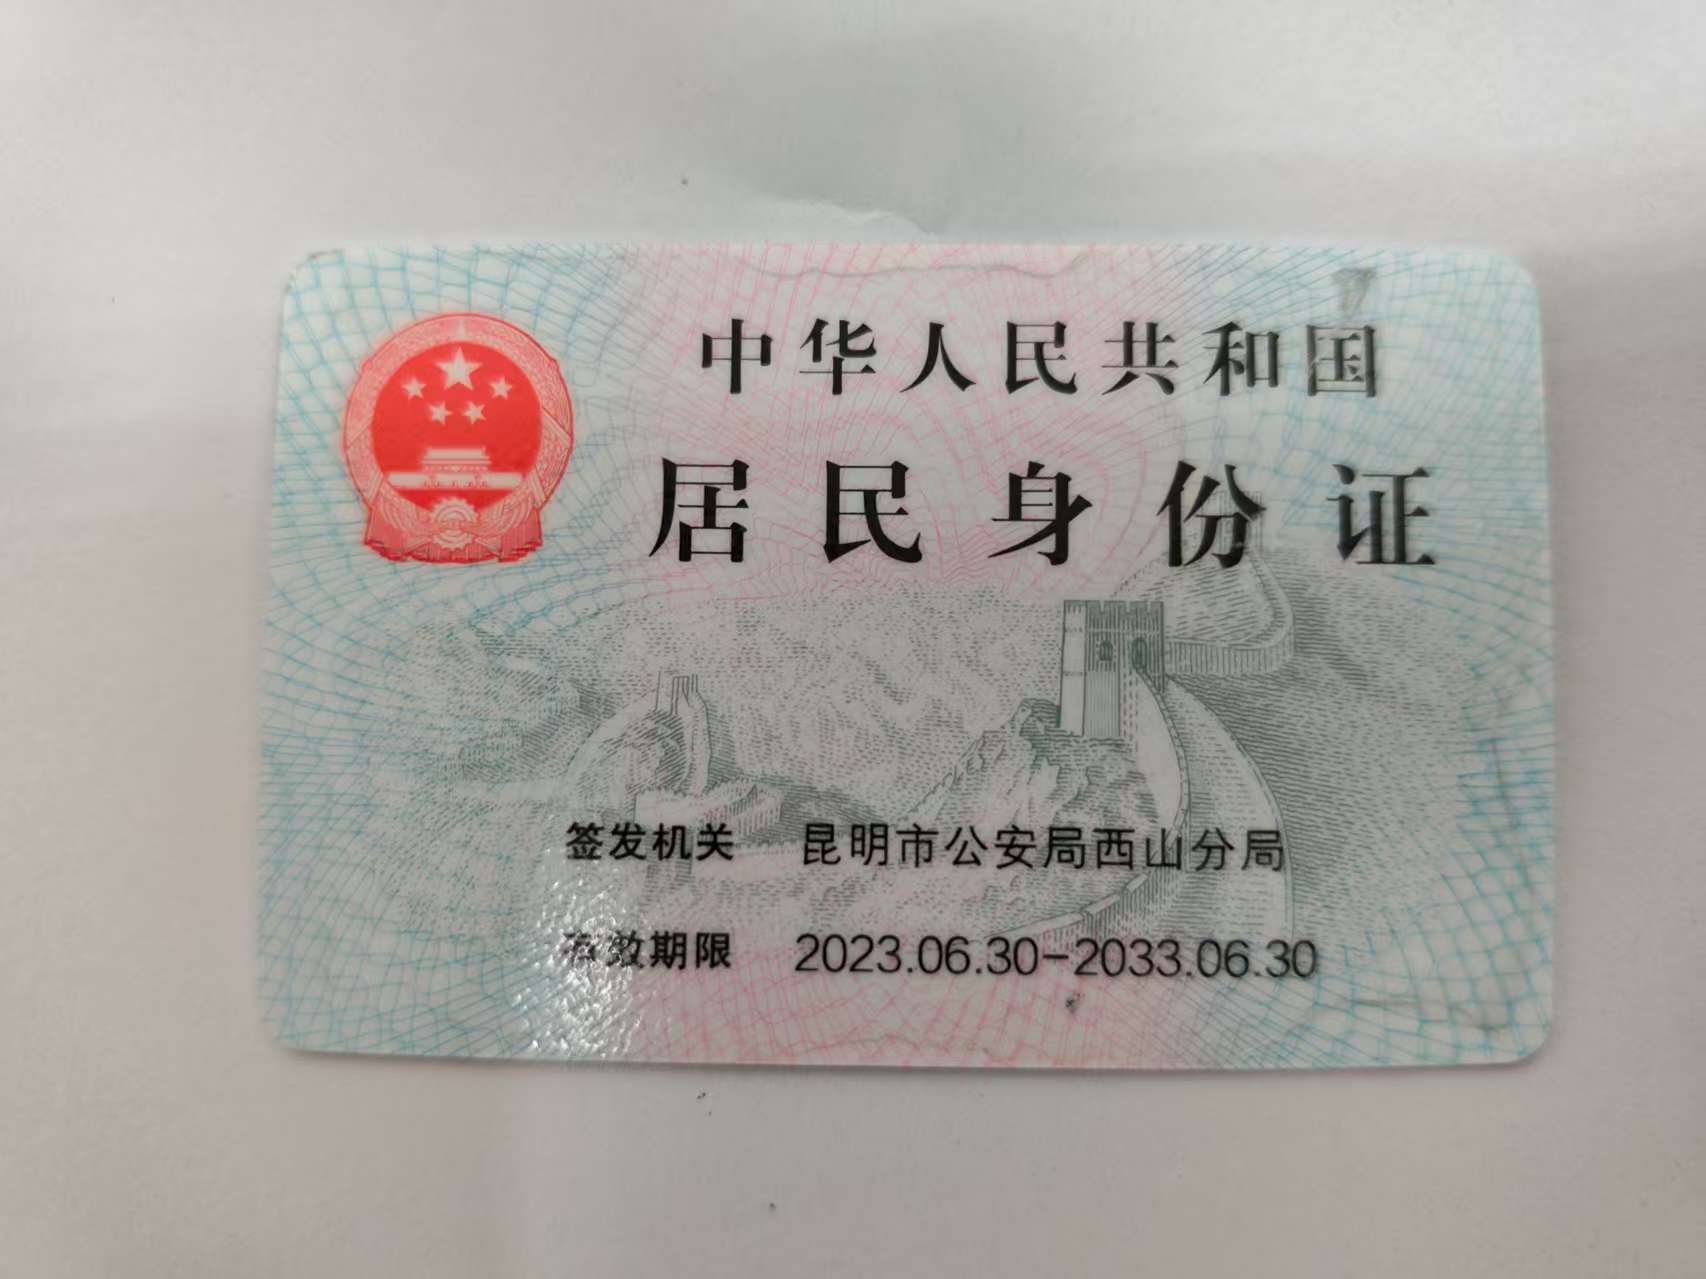 中华人民共和国
居民身份证
签发机关 昆明市公安局西山分局
有效期限 2023.06.30-2033.06.30